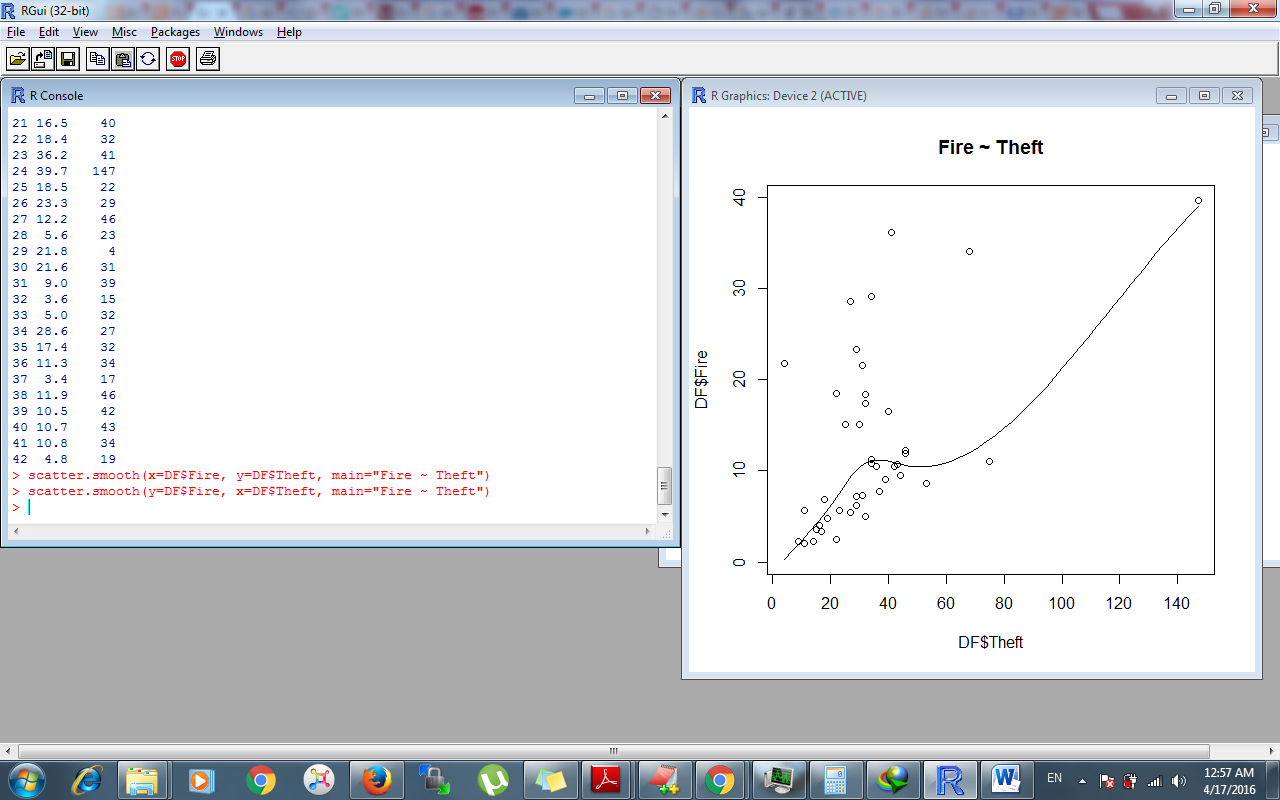 RGui (32-bit)
File Edit View Misc Packages Windows Help
STOP
R Console
21 16.5 40
22 18.4 32
23 36.2 41
24 39.7 147
25 18.5 22
26 23.3 29
27 12.2 46
28 5.6 23
29 21.8 4
30 21.6 31
31 9.0 39
32 3.6 15
33 5.0 32
34 28.6 27
35 17.4 32
36 11.3 34
37 3.4 17
38 11.9 46
39 10.5 42
40 10.7 43
41 10.8 34
42 4.8 19
> scatter.smooth(x=DF$Fire, y=DF$Theft, main="Fire ~ Theft")
> scatter.smooth(y=DF$Fire, x=DF$Theft, main="Fire ~ Theft")
>
R Graphics: Device 2 (ACTIVE)
Fire ~ Theft
DF$Fire
40
30
20
10
0
0 20 40 60 80 100 120 140
DF$Theft
EN
12:57 AM
4/17/2016